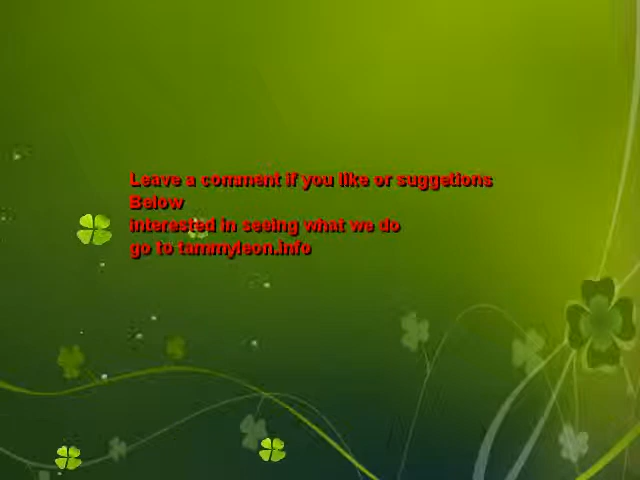 Leave a comment if you like or suggetions
Below
interested in seeing what we do
go to tammyleon.info